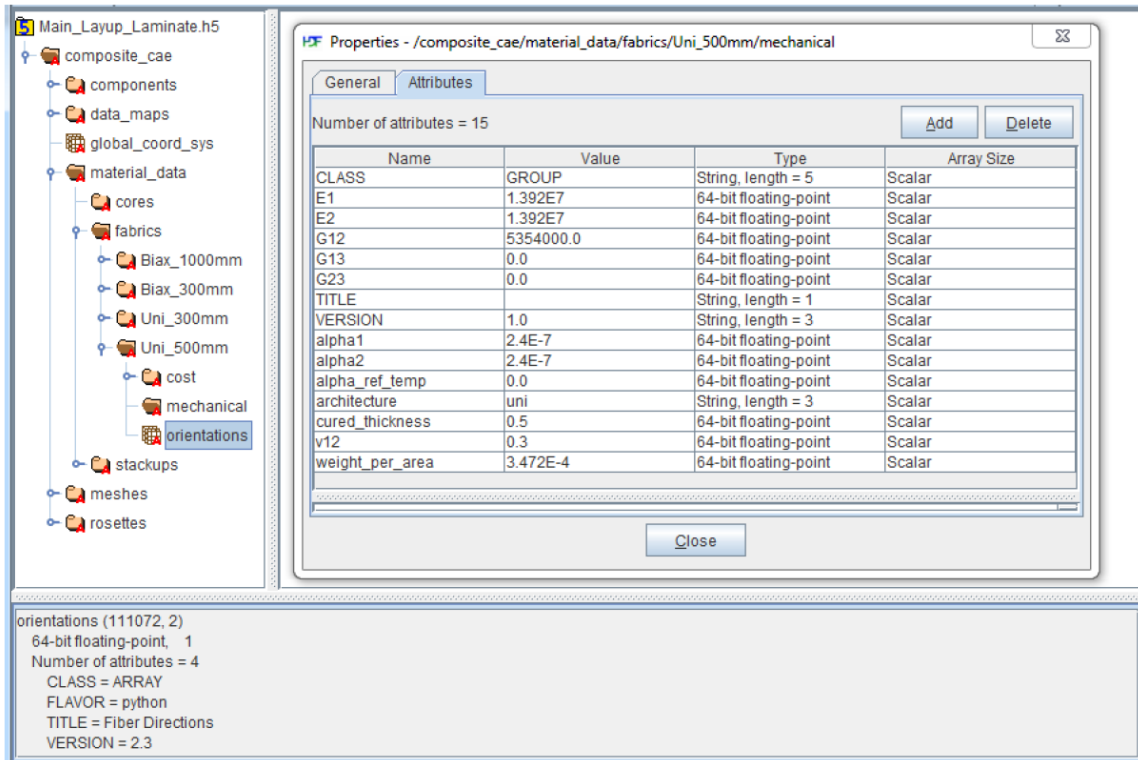 Main_Layup_Laminate.h5
composite_cae
components
data_maps
global_coord_sys
material_data
cores
fabrics
Biax_1000mm
Biax_300mm
Uni_300mm
Uni_500mm
cost
mechanical
orientations
stackups
meshes
rosettes
HDF Properties - /composite_cae/material_data/fabrics/Uni_500mm/mechanical
General Attributes
Number of attributes = 15 Add Delete
Name Value Type Array Size
CLASS GROUP String, length = 5 Scalar
E1 1.392E7 64-bit floating-point Scalar
E2 1.392E7 64-bit floating-point Scalar
G12 5354000.0 64-bit floating-point Scalar
G13 0.0 64-bit floating-point Scalar
G23 0.0 64-bit floating-point Scalar
TITLE String, length = 1 Scalar
VERSION 1.0 String, length = 3 Scalar
alpha1 2.4E-7 64-bit floating-point Scalar
alpha2 2.4E-7 64-bit floating-point Scalar
alpha_ref_temp 0.0 64-bit floating-point Scalar
architecture uni String, length = 3 Scalar
cured_thickness 0.5 64-bit floating-point Scalar
v12 0.3 64-bit floating-point Scalar
weight_per_area 3.472E-4 64-bit floating-point Scalar
Close
orientations (111072, 2)
64-bit floating-point, 1
Number of attributes = 4
CLASS = ARRAY
FLAVOR = python
TITLE = Fiber Directions
VERSION = 2.3